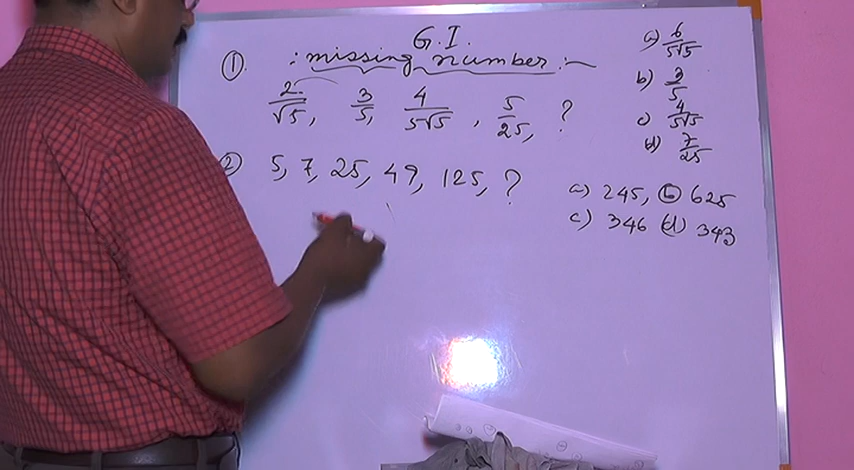 G.I.
①. : missing number :-
2/√5, 3/5, 4/5√5, 5/25, ?
a) 6/5√5
b) 3/5
c) 4/5√5
d) 7/25
② 5, 7, 25, 49, 125, ?
a) 245, ⓑ 625
c) 346 (d) 343